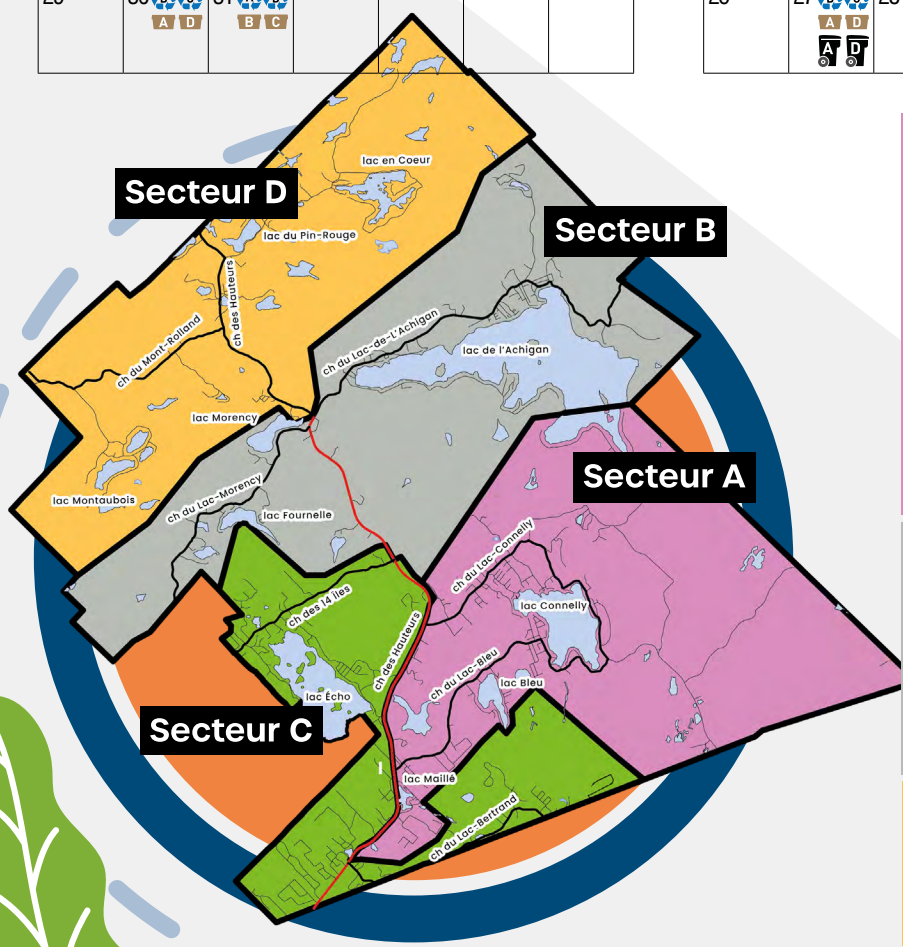 A D
B C
27
A D
A D
lac en Coeur
Secteur D
Secteur B
lac du Pin-Rouge
ch des Hauteurs
ch du Mont-Rolland
ch du Lac-de-L'Achigan
lac de l'Achigan
lac Morency
Secteur A
lac Montaubois
ch du Lac-Morency
lac Fournelle
ch du Lac-Connelly
ch des 14 îles
lac Connelly
ch des Hauteurs
ch du Lac-Bleu
lac Bleu
lac Écho
Secteur C
lac Maillé
ch du Lac-Bertrand